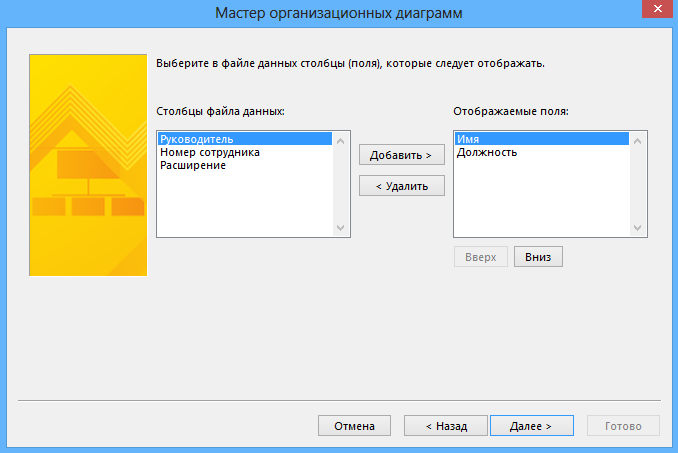 Мастер организационных диаграмм
Выберите в файле данных столбцы (поля), которые следует отображать.
Столбцы файла данных:
Отображаемые поля:
Руководитель
Номер сотрудника
Расширение
Добавить >
< Удалить
Имя
Должность
Вверх
Вниз
Отмена
< Назад
Далее >
Готово